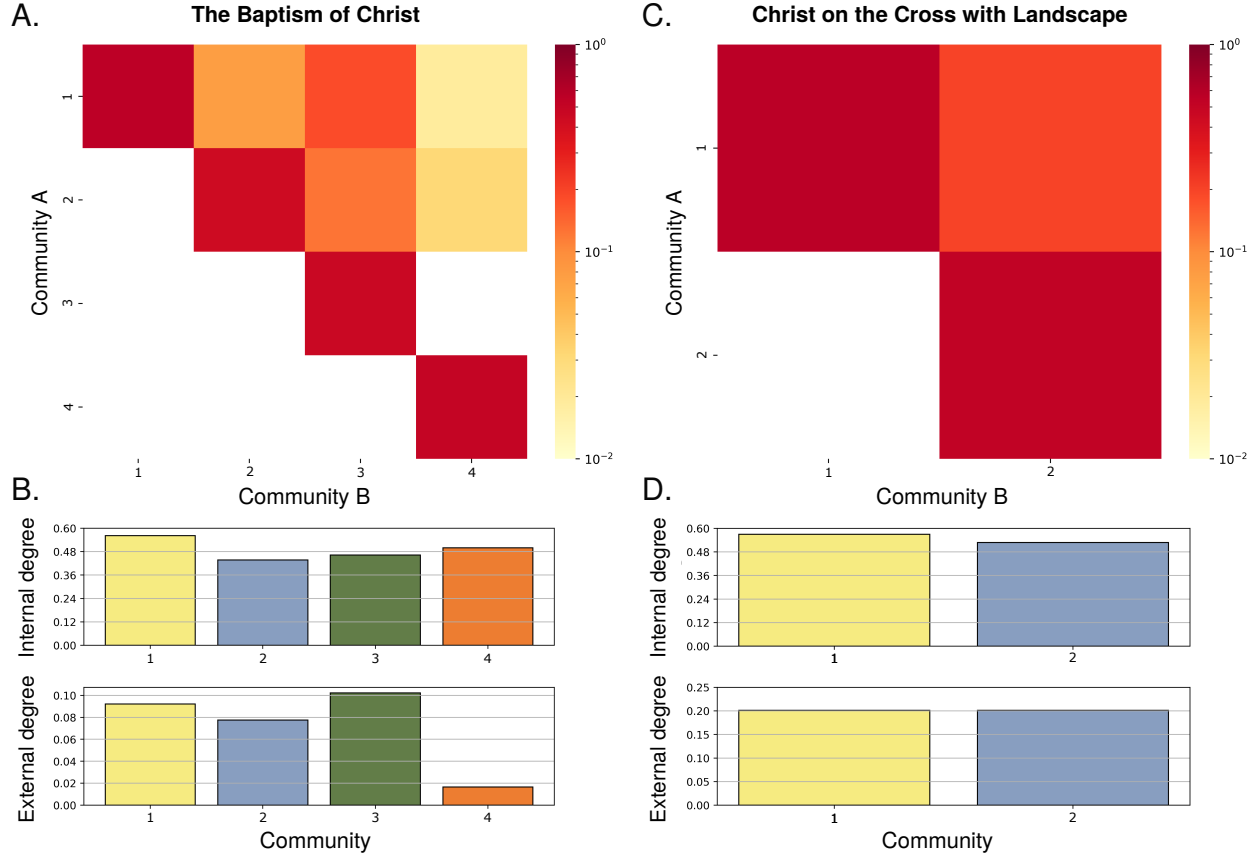 A.
The Baptism of Christ
Community A
1
2
3
4
1 2 3 4
Community B
10⁰
10⁻¹
10⁻²
C.
Christ on the Cross with Landscape
Community A
1
2
1 2
Community B
10⁰
10⁻¹
10⁻²
B.
Internal degree
0.60
0.48
0.36
0.24
0.12
0.00
1 2 3 4
External degree
0.10
0.08
0.06
0.04
0.02
0.00
1 2 3 4
Community
D.
Internal degree
0.60
0.48
0.36
0.24
0.12
0.00
1 2
External degree
0.25
0.20
0.15
0.10
0.05
0.00
1 2
Community